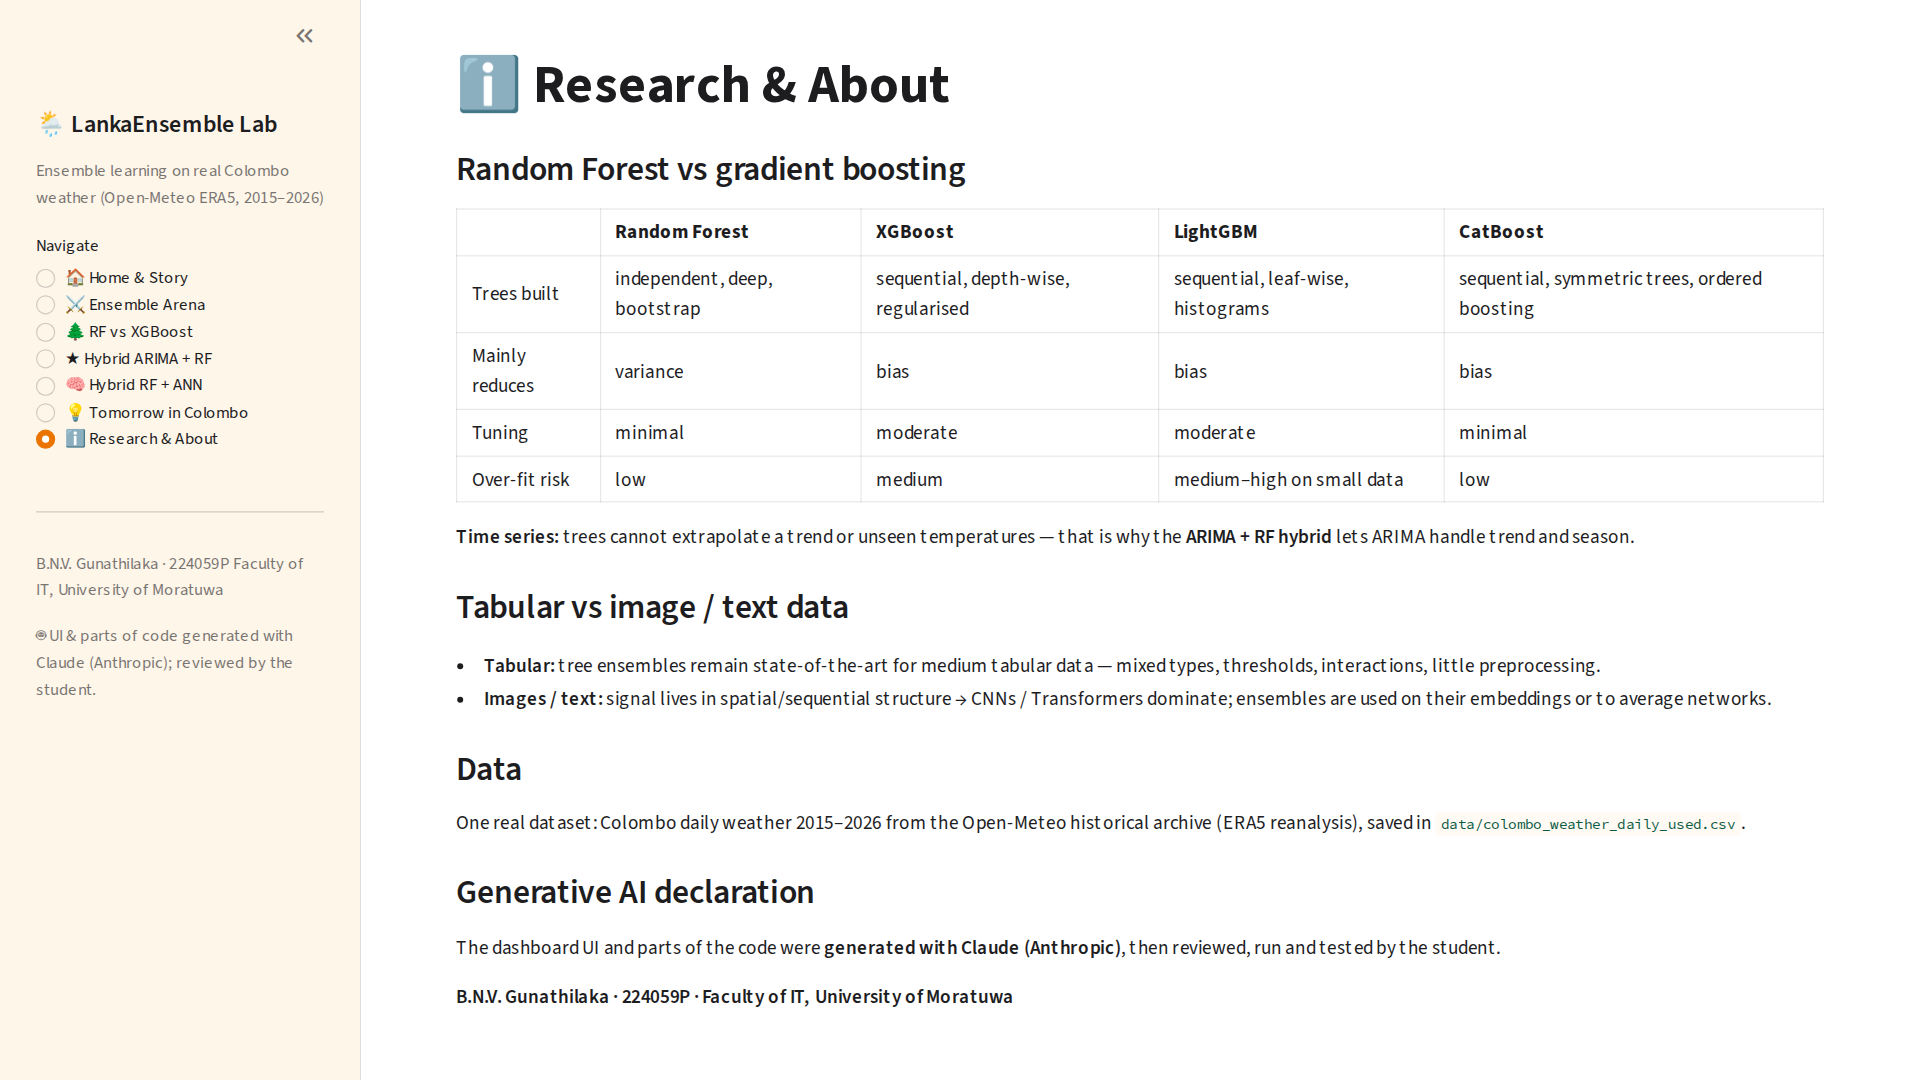 LankaEnsemble Lab
Ensemble learning on real Colombo
weather (Open-Meteo ERA5, 2015–2026)
Navigate
Home & Story
Ensemble Arena
RF vs XGBoost
★ Hybrid ARIMA + RF
Hybrid RF + ANN
Tomorrow in Colombo
Research & About
B.N.V. Gunathilaka · 224059P Faculty of
IT, University of Moratuwa
UI & parts of code generated with
Claude (Anthropic); reviewed by the
student.
Research & About
Random Forest vs gradient boosting
Random Forest XGBoost LightGBM CatBoost
Trees built
independent, deep,
bootstrap
sequential, depth-wise,
regularised
sequential, leaf-wise,
histograms
sequential, symmetric trees, ordered
boosting
Mainly
reduces
variance bias bias bias
Tuning minimal moderate moderate minimal
Over-fit risk low medium medium–high on small data low
Time series: trees cannot extrapolate a trend or unseen temperatures — that is why the ARIMA + RF hybrid lets ARIMA handle trend and season.
Tabular vs image / text data
• Tabular: tree ensembles remain state-of-the-art for medium tabular data — mixed types, thresholds, interactions, little preprocessing.
• Images / text: signal lives in spatial/sequential structure → CNNs / Transformers dominate; ensembles are used on their embeddings or to average networks.
Data
One real dataset: Colombo daily weather 2015–2026 from the Open-Meteo historical archive (ERA5 reanalysis), saved in data/colombo_weather_daily_used.csv .
Generative AI declaration
The dashboard UI and parts of the code were generated with Claude (Anthropic), then reviewed, run and tested by the student.
B.N.V. Gunathilaka · 224059P · Faculty of IT, University of Moratuwa